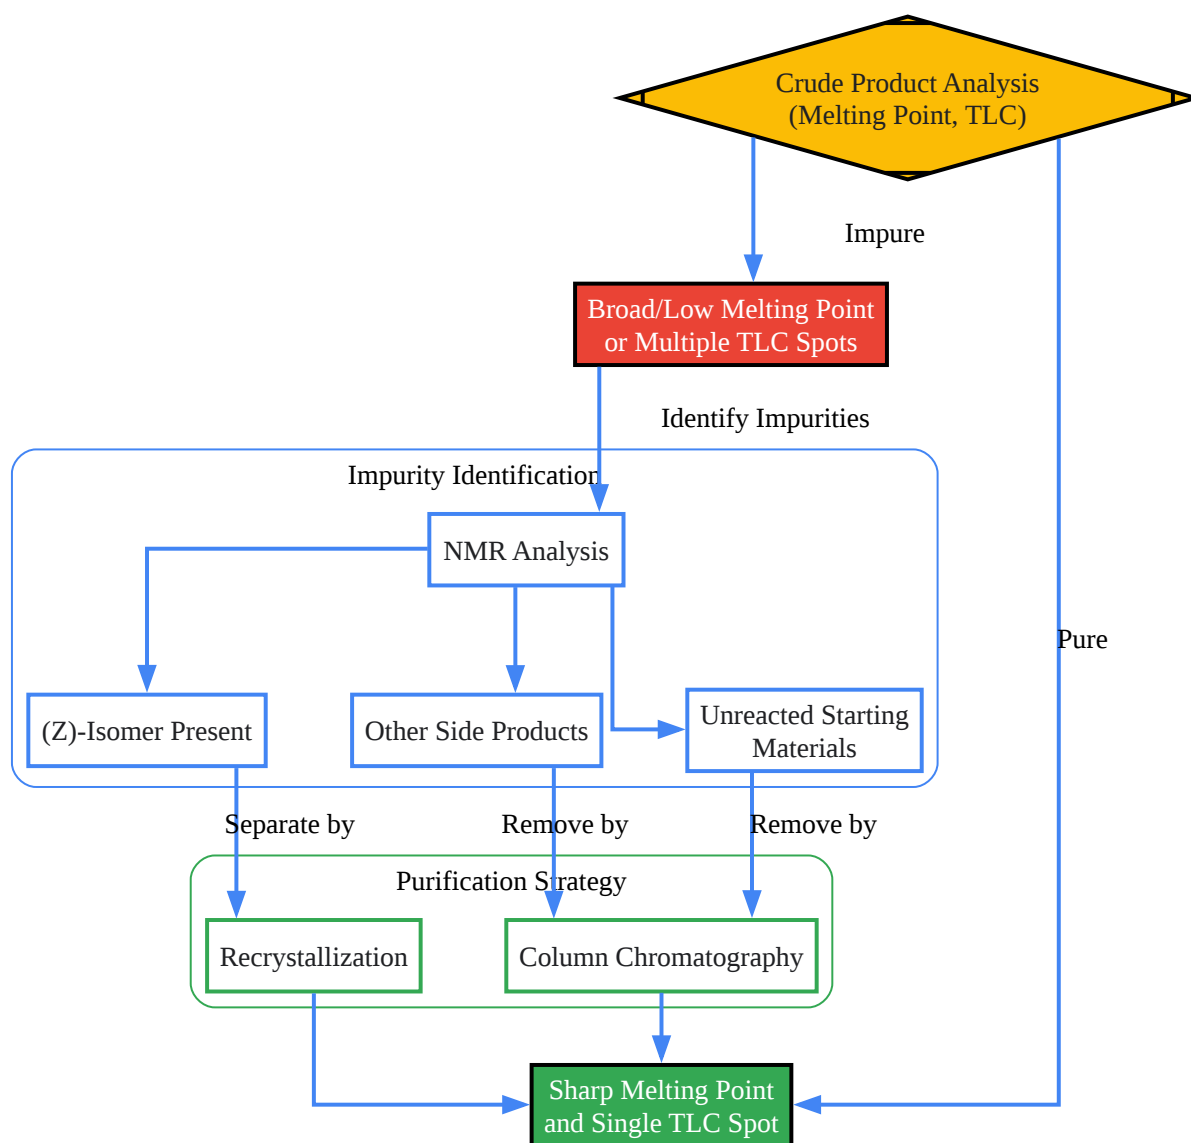 Crude Product Analysis
(Melting Point, TLC)
Impure
Broad/Low Melting Point
or Multiple TLC Spots
Identify Impurities
Impurity Identification
NMR Analysis
Pure
(Z)-Isomer Present
Other Side Products
Unreacted Starting
Materials
Separate by
Remove by
Remove by
Purification Strategy
Recrystallization
Column Chromatography
Sharp Melting Point
and Single TLC Spot